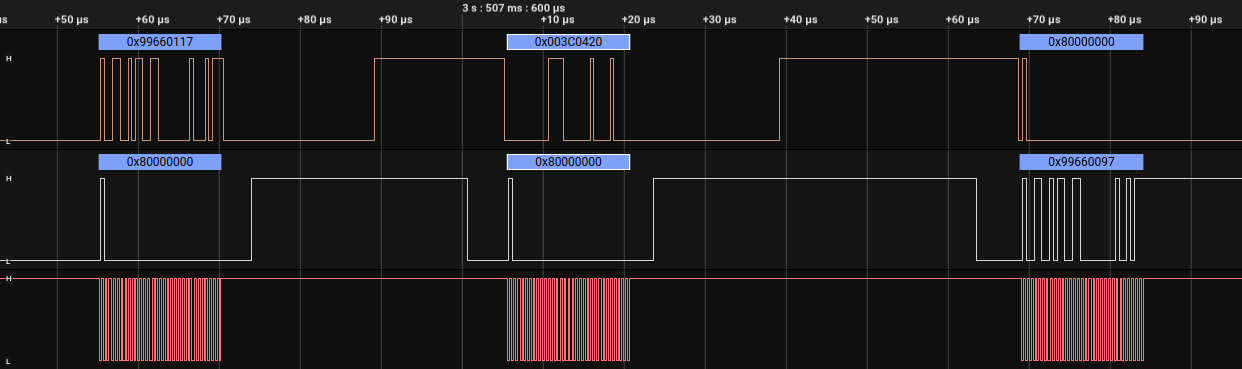 3 s : 507 ms : 600 µs
µs +50 µs +60 µs +70 µs +80 µs +90 µs +10 µs +20 µs +30 µs +40 µs +50 µs +60 µs +70 µs +80 µs +90 µs
0x99660117 0x003C0420 0x80000000
H
L
0x80000000 0x80000000 0x99660097
H
L
H
L